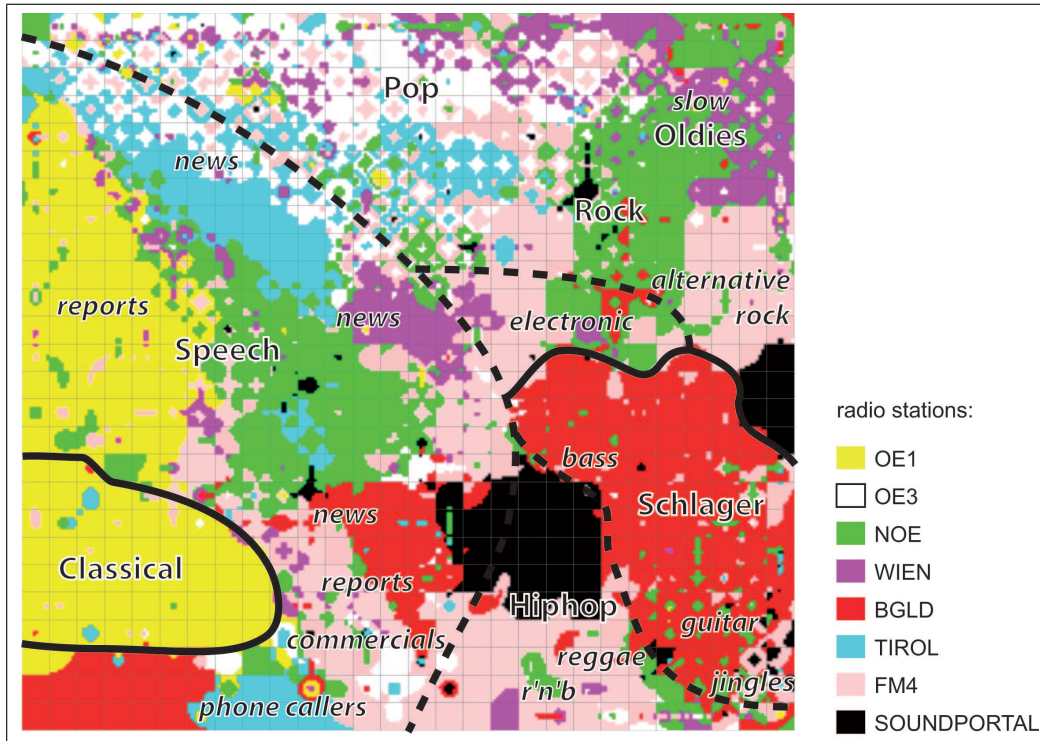 Pop
slow
Oldies
news
Rock
reports
news
alternative
rock
electronic
Speech
bass
Schlager
news
Classical
reports
Hiphop
guitar
commercials
reggae
r'n'b
jingles
phone callers
radio stations:
OE1
OE3
NOE
WIEN
BGLD
TIROL
FM4
SOUNDPORTAL